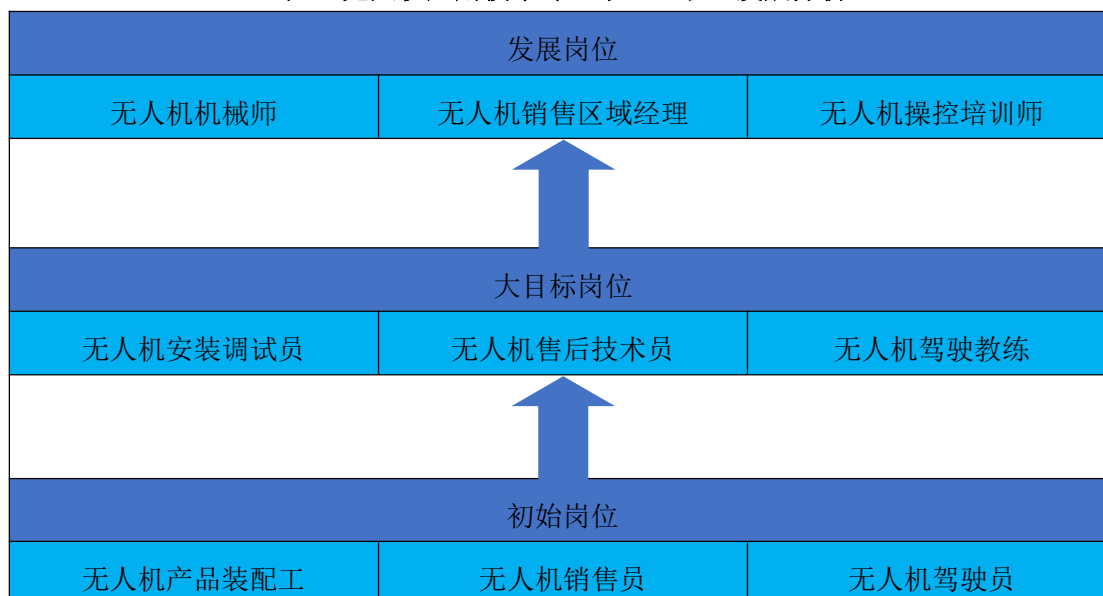 发展岗位
无人机机械师 无人机销售区域经理 无人机操控培训师
大目标岗位
无人机安装调试员 无人机售后技术员 无人机驾驶教练
初始岗位
无人机产品装配工 无人机销售员 无人机驾驶员